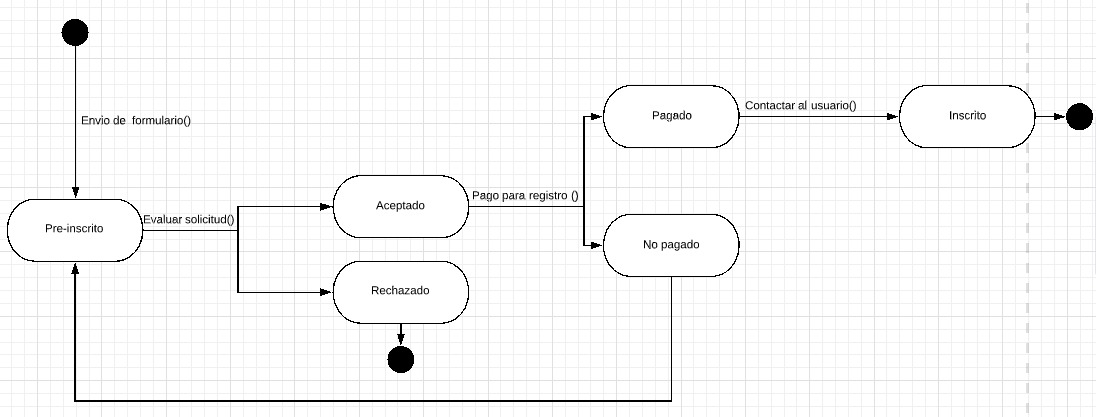 Envio de  formulario()
Pre-inscrito
Evaluar solicitud()
Aceptado
Rechazado
Pago para registro ()
Pagado
No pagado
Contactar al usuario()
Inscrito